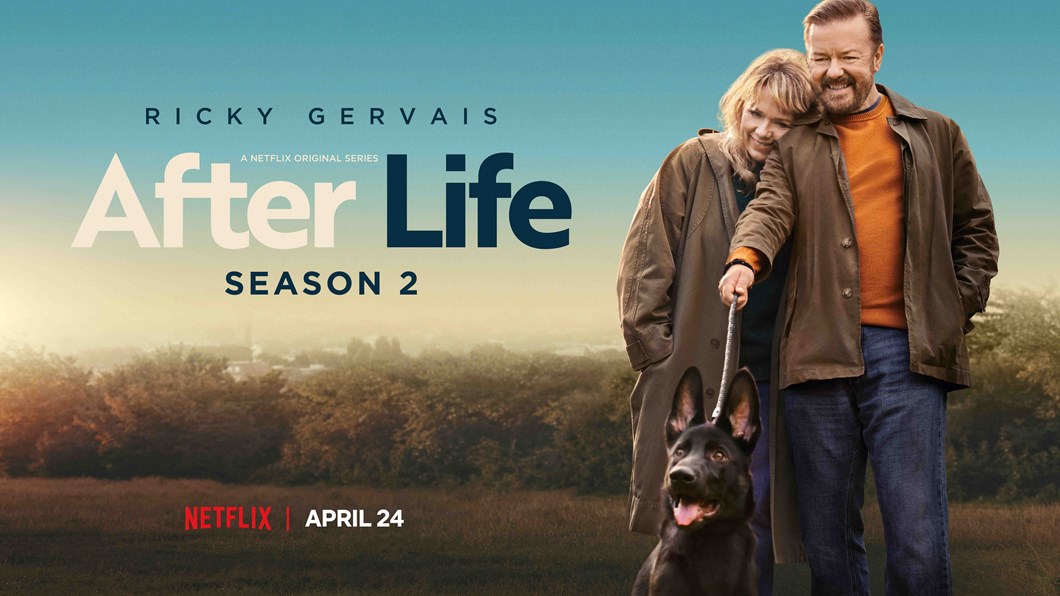 RICKY GERVAIS
A NETFLIX ORIGINAL SERIES
After Life
SEASON 2
NETFLIX | APRIL 24